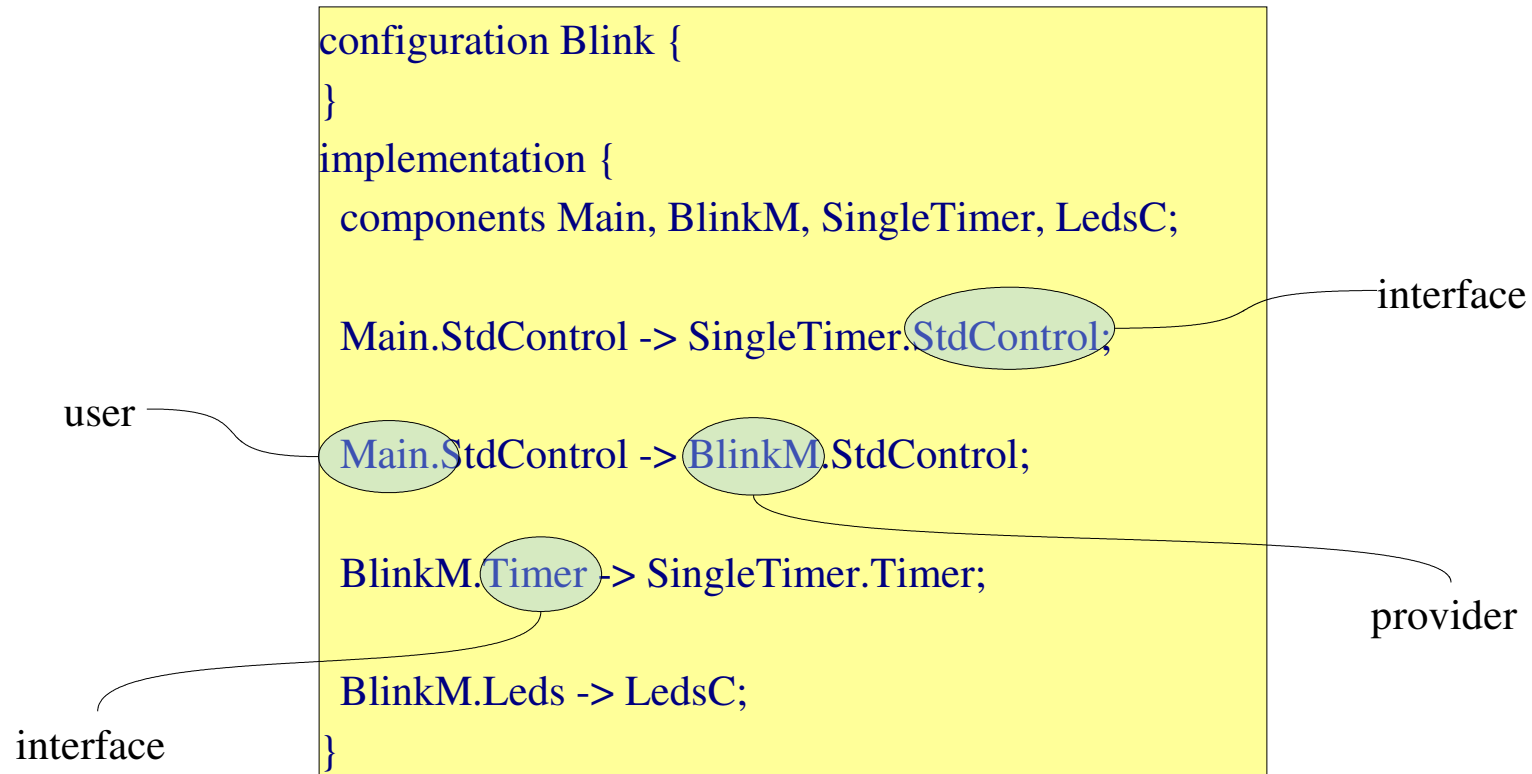 configuration Blink {
}
implementation {
components Main, BlinkM, SingleTimer, LedsC;
interface
Main.StdControl -> SingleTimer.StdControl;
user
Main.StdControl -> BlinkM.StdControl;
BlinkM.Timer -> SingleTimer.Timer;
provider
BlinkM.Leds -> LedsC;
interface
}